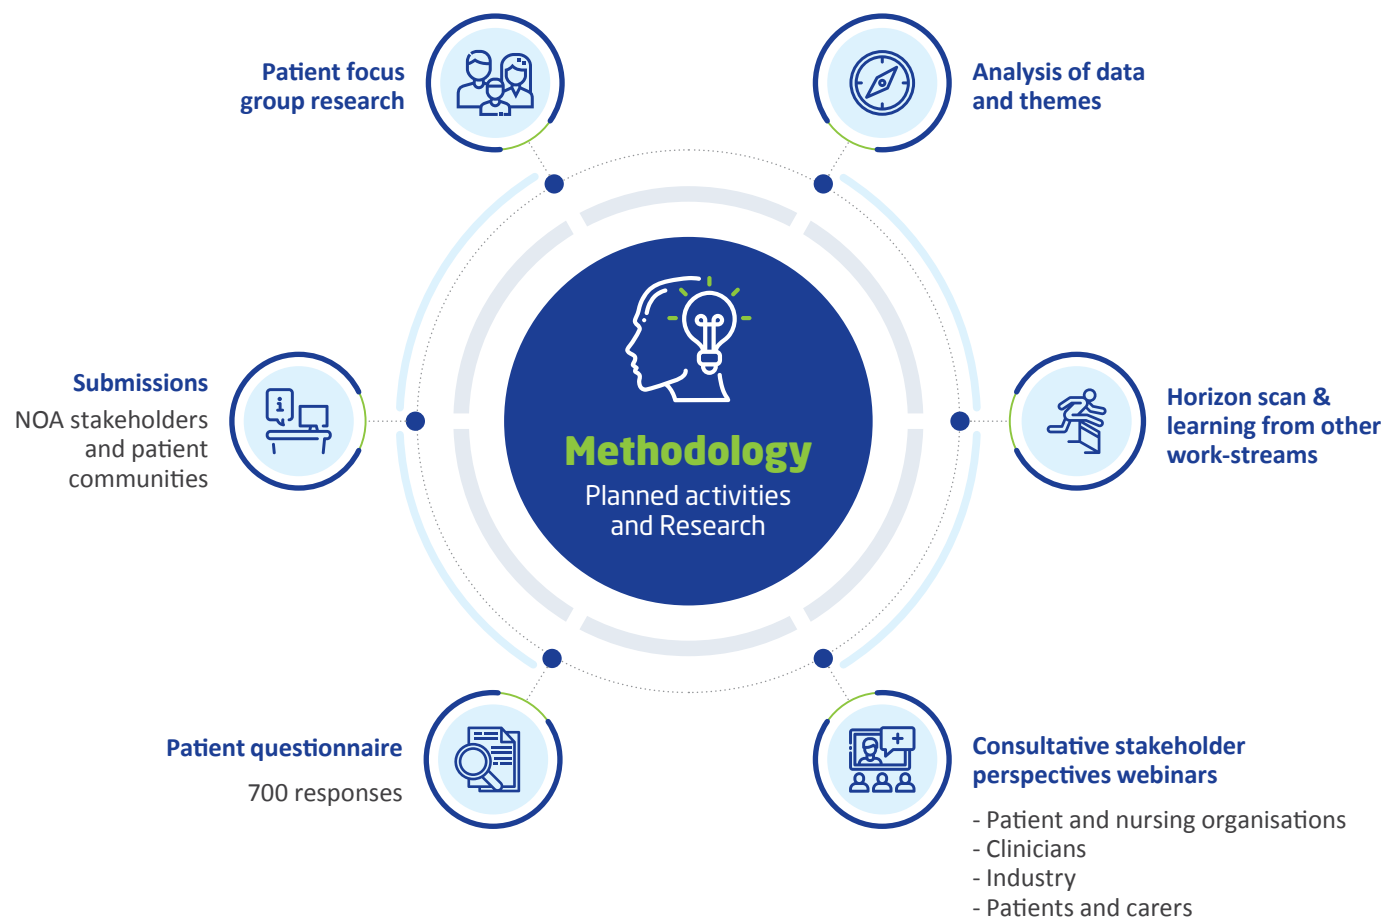 Patient focus
group research
Analysis of data
and themes
Submissions
NOA stakeholders
and patient
communities
i
Methodology
Planned activities
and Research
Horizon scan &
learning from other
work-streams
Patient questionnaire
700 responses
Consultative stakeholder
perspectives webinars
- Patient and nursing organisations
- Clinicians
- Industry
- Patients and carers